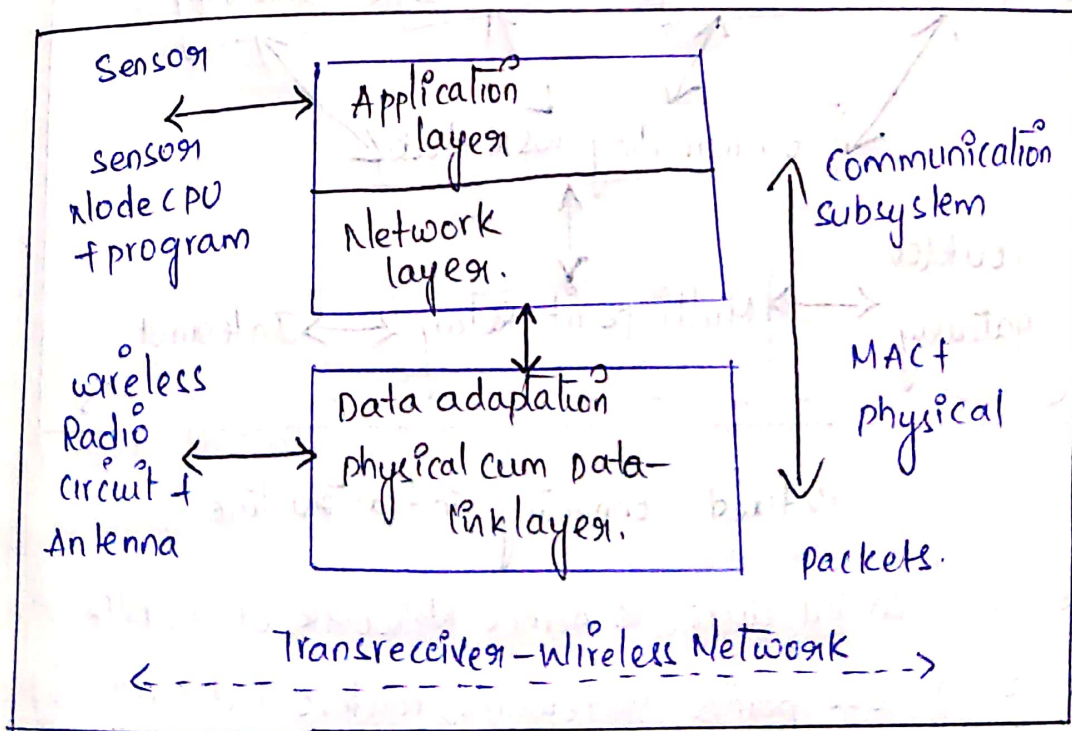 Sensor
sensor
Node CPU
+ program
Application
layer
Network
layer.
Communication
subsystem
MAC +
physical
packets.
wireless
Radio
circuit +
Antenna
Data adaptation
physical cum Data-
link layer.
Transreceiver-Wireless Network